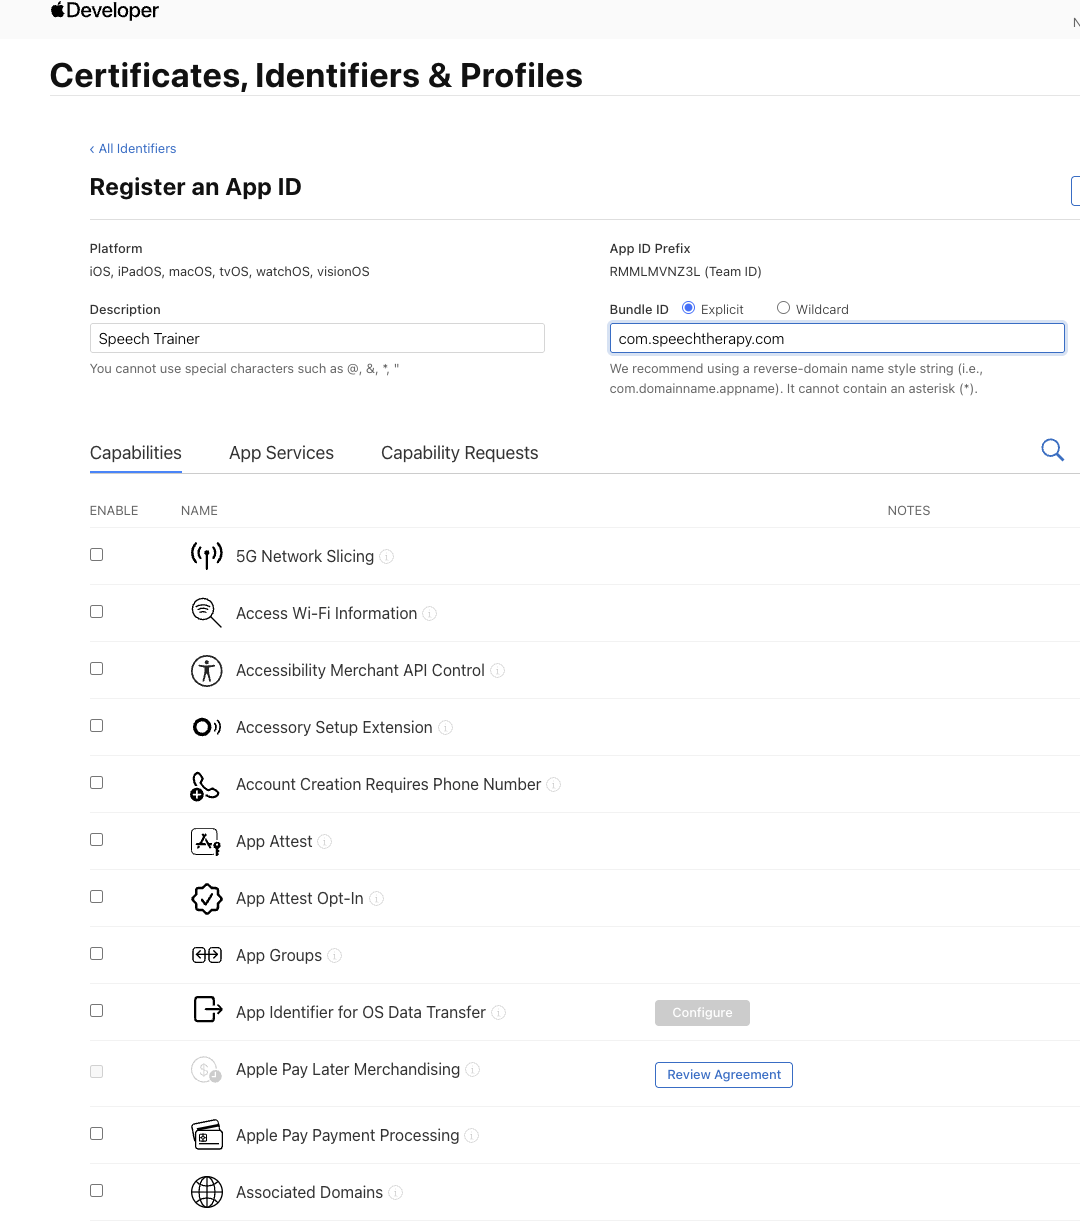 Developer
N
Certificates, Identifiers & Profiles
‹ All Identifiers
Register an App ID
Platform
iOS, iPadOS, macOS, tvOS, watchOS, visionOS
App ID Prefix
RMMLMVNZ3L (Team ID)
Description
Speech Trainer
You cannot use special characters such as @, &, *, "
Bundle ID Explicit Wildcard
com.speechtherapy.com
We recommend using a reverse-domain name style string (i.e.,
com.domainname.appname). It cannot contain an asterisk (*).
Capabilities App Services Capability Requests
ENABLE NAME NOTES
5G Network Slicing
Access Wi-Fi Information
Accessibility Merchant API Control
Accessory Setup Extension
Account Creation Requires Phone Number
App Attest
App Attest Opt-In
App Groups
App Identifier for OS Data Transfer Configure
Apple Pay Later Merchandising Review Agreement
Apple Pay Payment Processing
Associated Domains